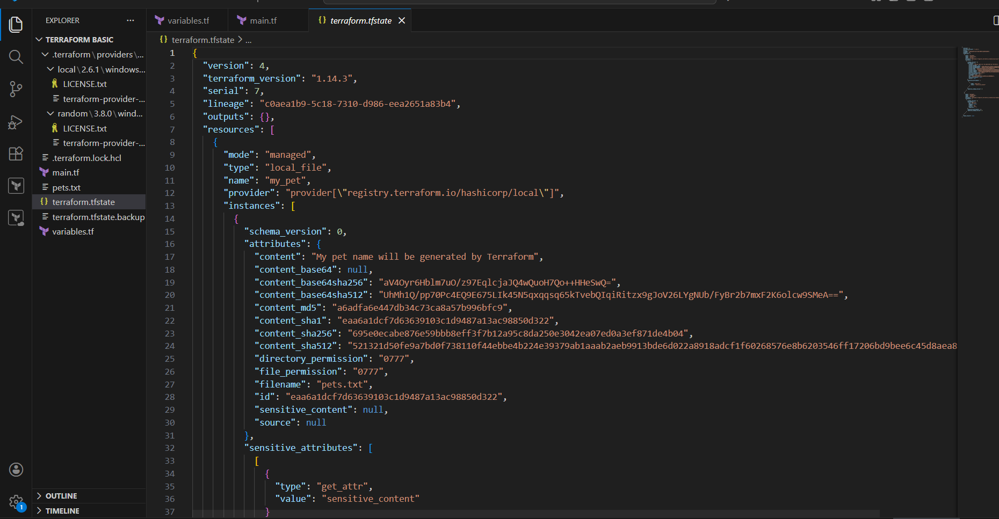 EXPLORER
TERRAFORM BASIC
.terraform\providers\...
local\2.6.1\windows...
LICENSE.txt
terraform-provider-...
random\3.8.0\wind...
LICENSE.txt
terraform-provider-...
.terraform.lock.hcl
main.tf
pets.txt
terraform.tfstate
terraform.tfstate.backup
variables.tf
OUTLINE
TIMELINE
1
variables.tf
main.tf
terraform.tfstate
terraform.tfstate > ...
1 {
2 "version": 4,
3 "terraform_version": "1.14.3",
4 "serial": 7,
5 "lineage": "c0aea1b9-5c18-7310-d986-eea2651a83b4",
6 "outputs": {},
7 "resources": [
8 {
9 "mode": "managed",
10 "type": "local_file",
11 "name": "my_pet",
12 "provider": "provider[\"registry.terraform.io/hashicorp/local\"]",
13 "instances": [
14 {
15 "schema_version": 0,
16 "attributes": {
17 "content": "My pet name will be generated by Terraform",
18 "content_base64": null,
19 "content_base64sha256": "aV4Oyr6Hblm7uO/z97EqlcjaJQ4wQuoH7Qo++HHeSwQ=",
20 "content_base64sha512": "UhMh1Q/pp70Pc4EQ9E675LIk45N5qxqqsq65kTvebQIqiRitzx9gJoV26LYgNUb/FyBr2b7mxF2K6olcw9SMeA==",
21 "content_md5": "a6adfa6e447db34c73ca8a57b996bfc9",
22 "content_sha1": "eaa6a1dcf7d63639103c1d9487a13ac98850d322",
23 "content_sha256": "695e0ecabe876e59bbb8eff3f7b12a95c8da250e3042ea07ed0a3ef871de4b04",
24 "content_sha512": "521321d50fe9a7bd0f738110f44ebbe4b224e39379ab1aaab2aeb9913bde6d022a8918adcf1f60268576e8b6203546ff17206bd9bee6c45d8aea8
25 "directory_permission": "0777",
26 "file_permission": "0777",
27 "filename": "pets.txt",
28 "id": "eaa6a1dcf7d63639103c1d9487a13ac98850d322",
29 "sensitive_content": null,
30 "source": null
31 },
32 "sensitive_attributes": [
33 [
34 {
35 "type": "get_attr",
36 "value": "sensitive_content"
37 }